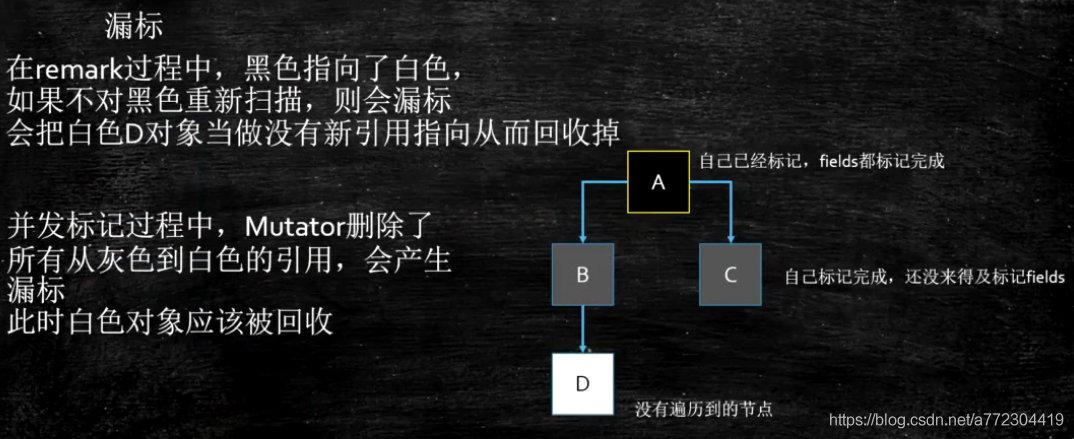 漏标
在remark过程中，黑色指向了白色，
如果不对黑色重新扫描，则会漏标
会把白色D对象当做没有新引用指向从而回收掉
A
自己已经标记，fields都标记完成
并发标记过程中，Mutator删除了
所有从灰色到白色的引用，会产生
漏标
此时白色对象应该被回收
B
C
自己标记完成，还没来得及标记fields
D
没有遍历到的节点
https://blog.csdn.net/a772304419